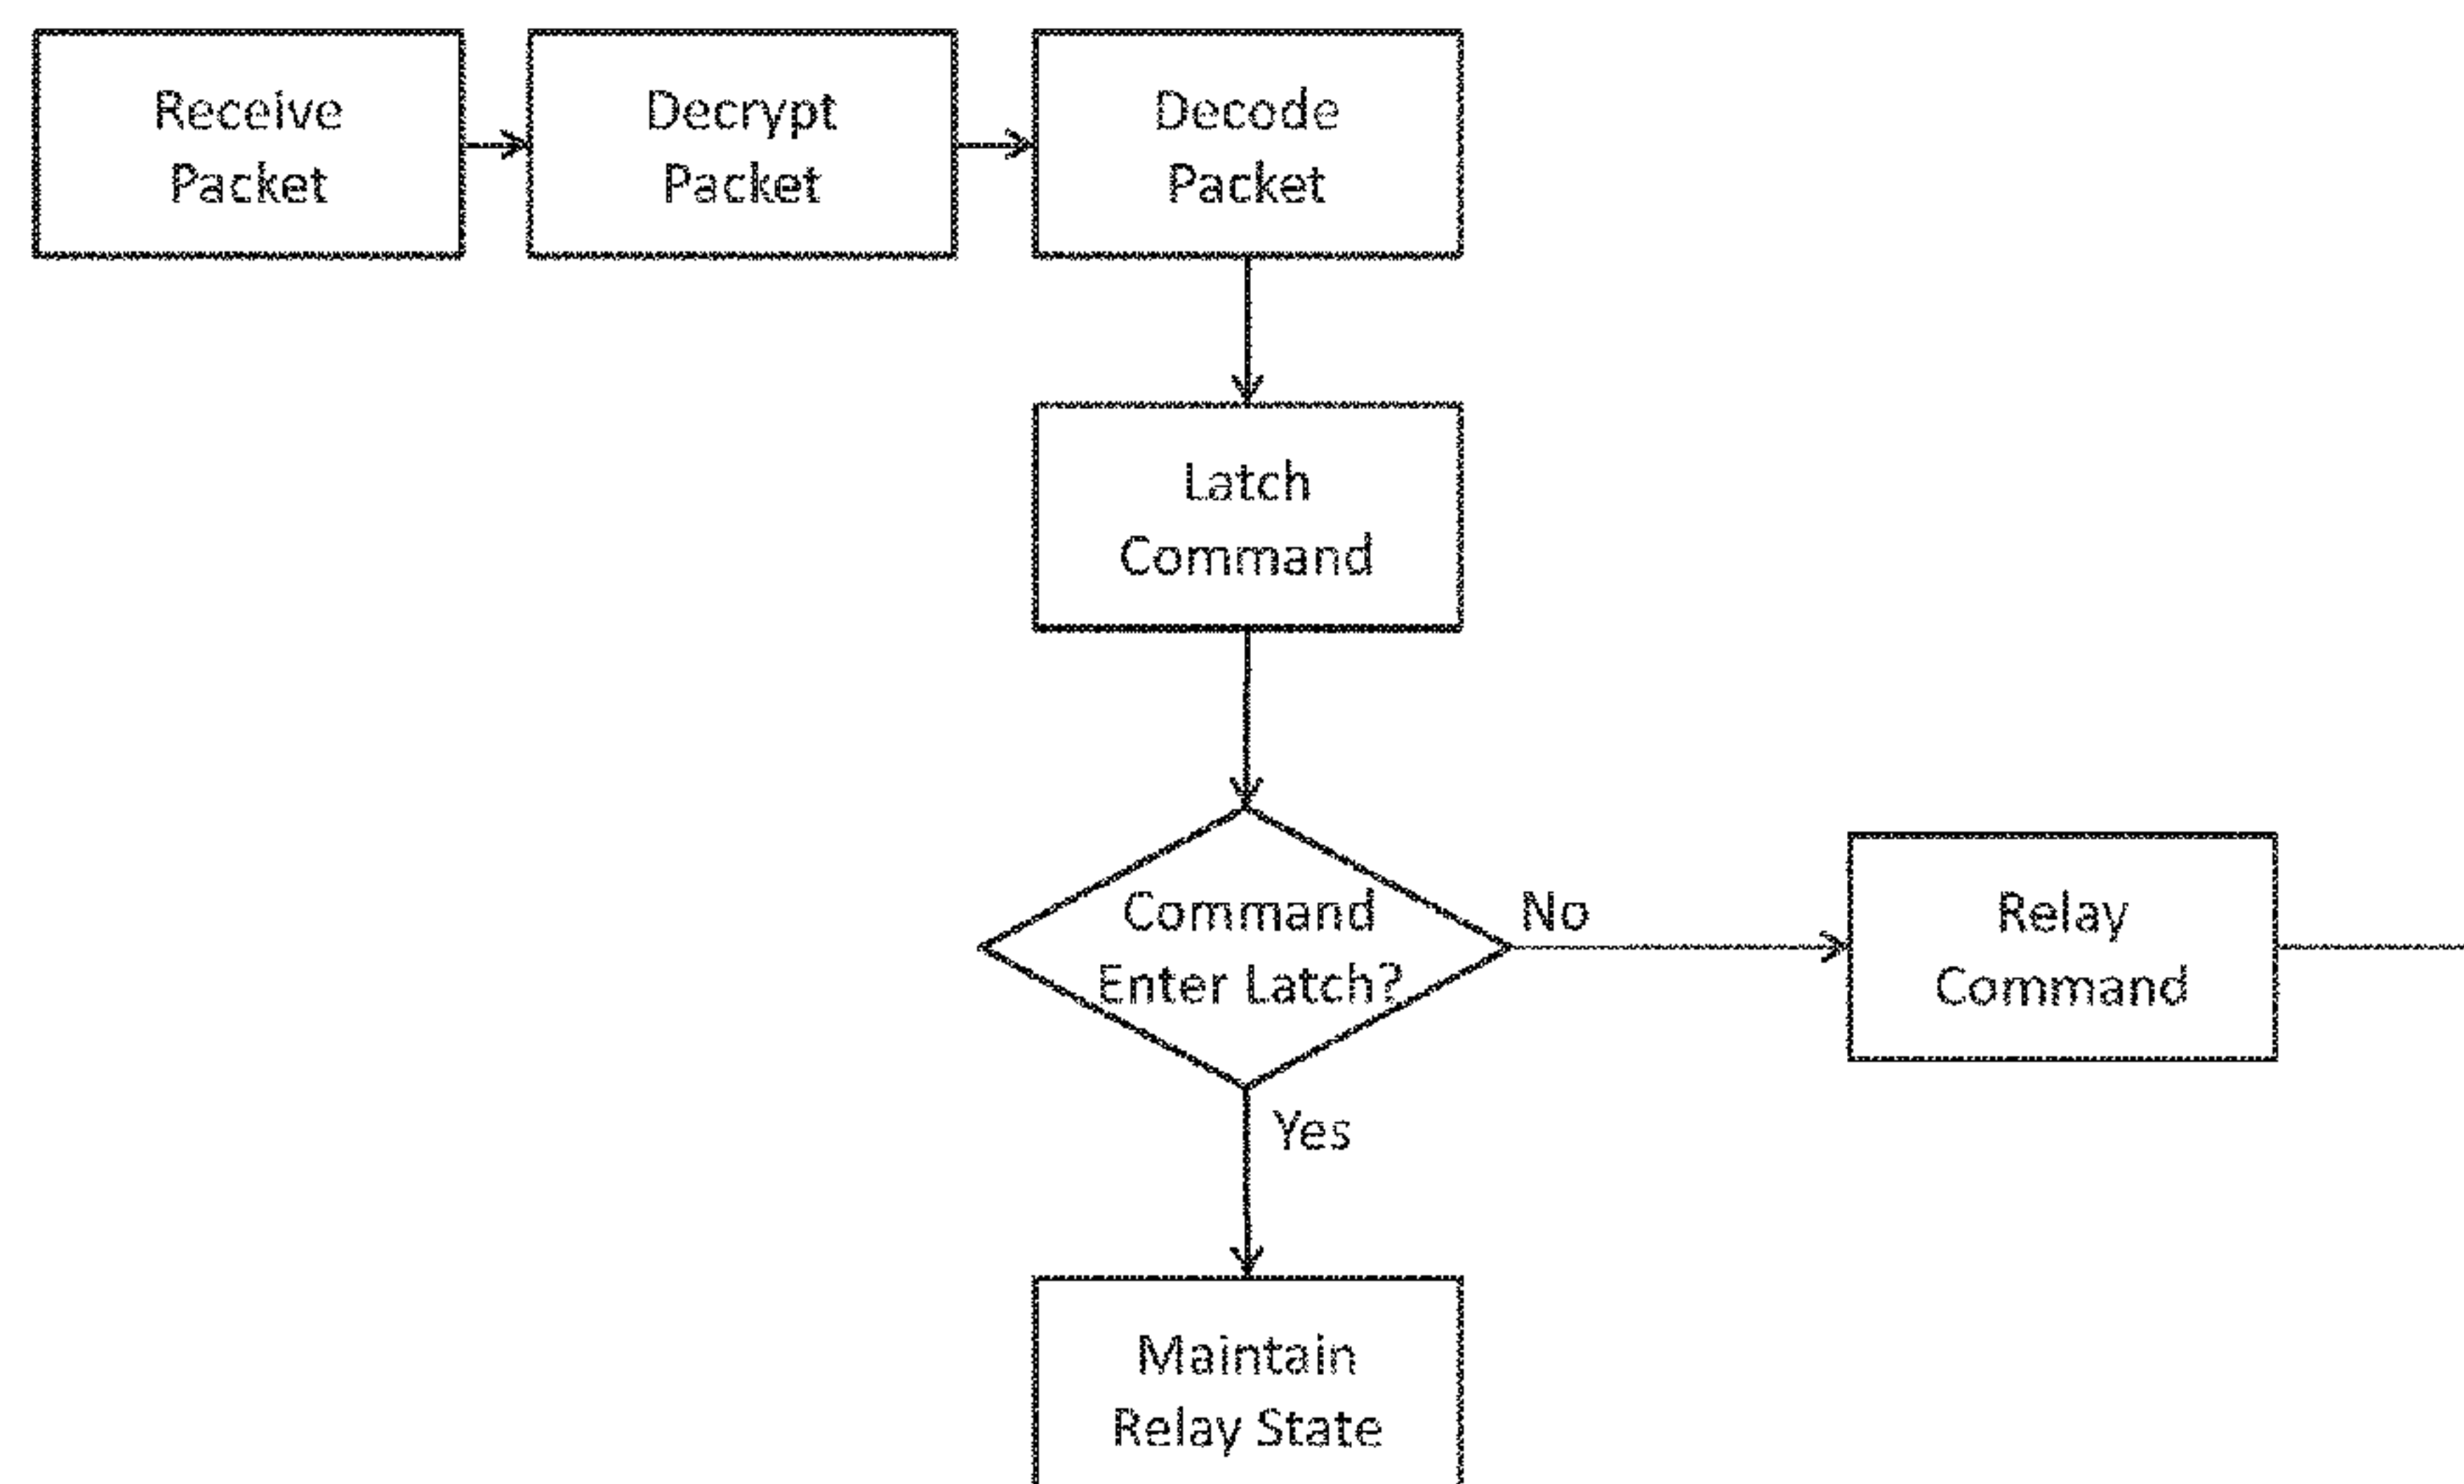 Receive
Packet
Decrypt
Packet
Decode
Packet
Latch
Command
Command
Enter Latch?
No
Relay
Command
Yes
Maintain
Relay State